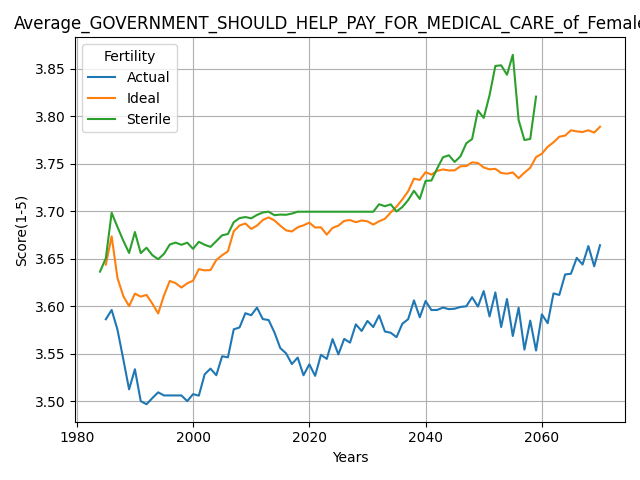 Average_GOVERNMENT_SHOULD_HELP_PAY_FOR_MEDICAL_CARE_of_Female
Fertility
Actual
Ideal
Sterile
Score(1-5)
3.85
3.80
3.75
3.70
3.65
3.60
3.55
3.50
1980
2000
2020
2040
2060
Years